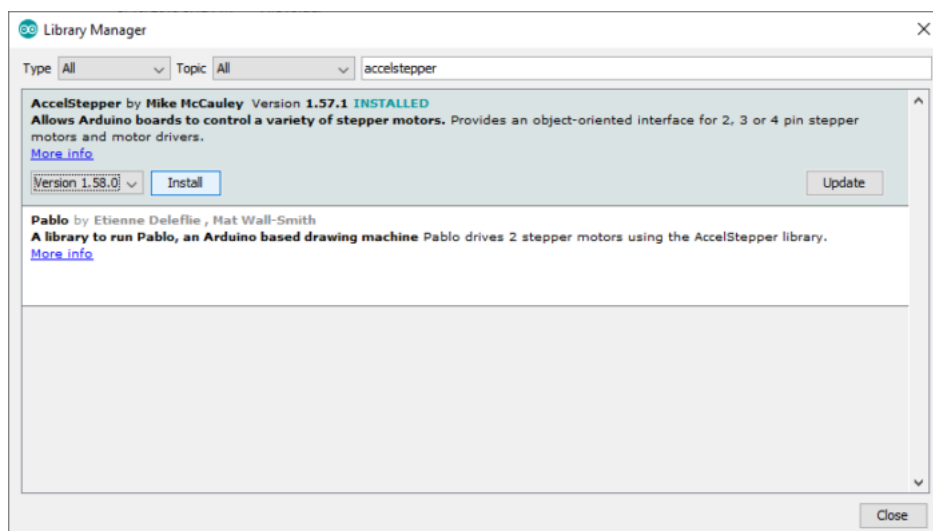 Library Manager
Type All Topic All accelstepper
AccelStepper by Mike McCauley Version 1.57.1 INSTALLED
Allows Arduino boards to control a variety of stepper motors. Provides an object-oriented interface for 2, 3 or 4 pin stepper
motors and motor drivers.
More info
Version 1.58.0 Install Update
Pablo by Etienne Deleflie , Mat Wall-Smith
A library to run Pablo, an Arduino based drawing machine Pablo drives 2 stepper motors using the AccelStepper library.
More info
Close